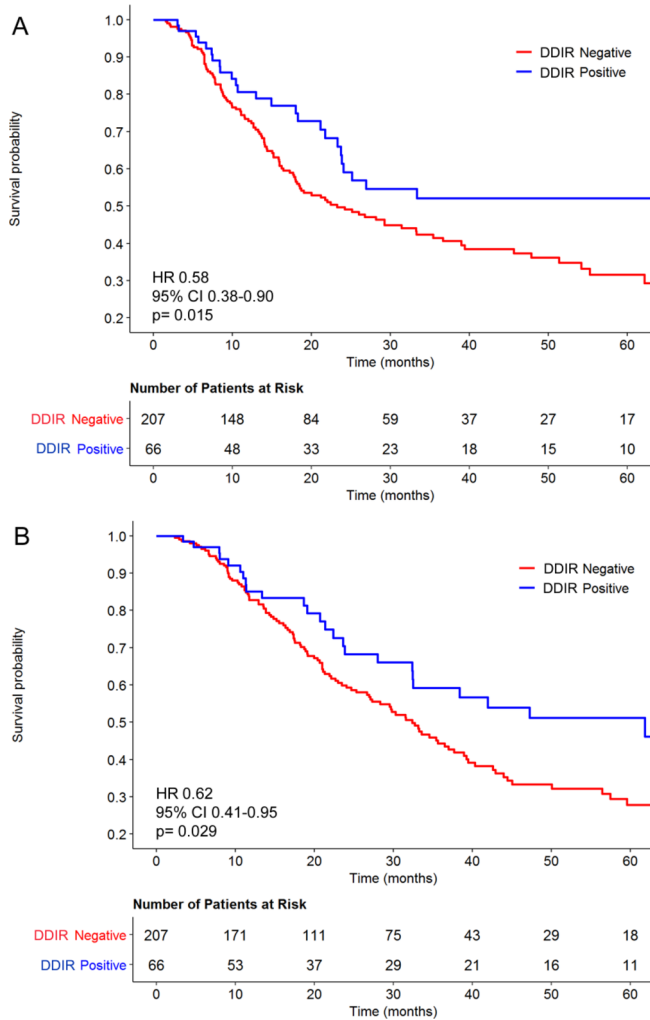 A
1.0
0.9
0.8
0.7
0.6
0.5
0.4
0.3
0.2
Survival probability
DDIR Negative
DDIR Positive
HR 0.58
95% CI 0.38-0.90
p= 0.015
0 10 20 30 40 50 60
Time (months)
Number of Patients at Risk
DDIR Negative 207 148 84 59 37 27 17
DDIR Positive 66 48 33 23 18 15 10
0 10 20 30 40 50 60
Time (months)
B
1.0
0.9
0.8
0.7
0.6
0.5
0.4
0.3
0.2
Survival probability
DDIR Negative
DDIR Positive
HR 0.62
95% CI 0.41-0.95
p= 0.029
0 10 20 30 40 50 60
Time (months)
Number of Patients at Risk
DDIR Negative 207 171 111 75 43 29 18
DDIR Positive 66 53 37 29 21 16 11
0 10 20 30 40 50 60
Time (months)